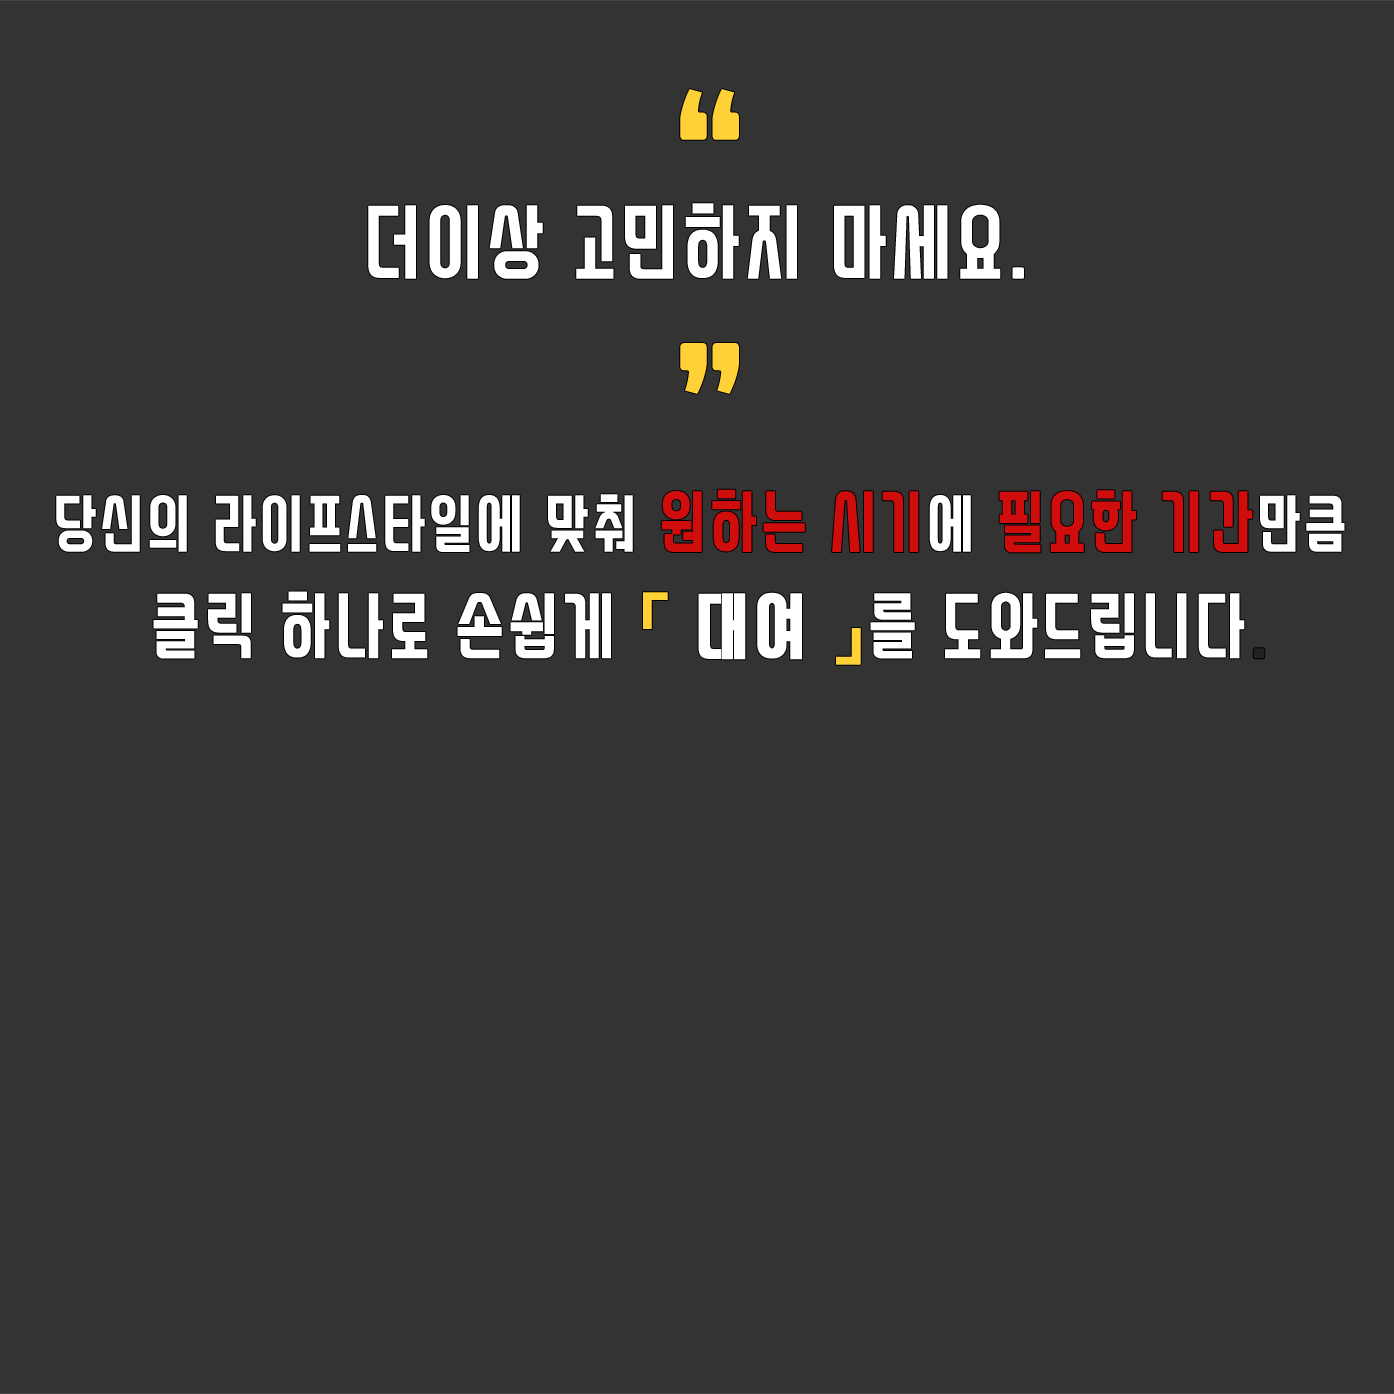 “
더이상 고민하지 마세요.
”
당신의 라이프스타일에 맞춰 원하는 시기에 필요한 기간만큼
클릭 하나로 손쉽게 「 대여 」를 도와드립니다.